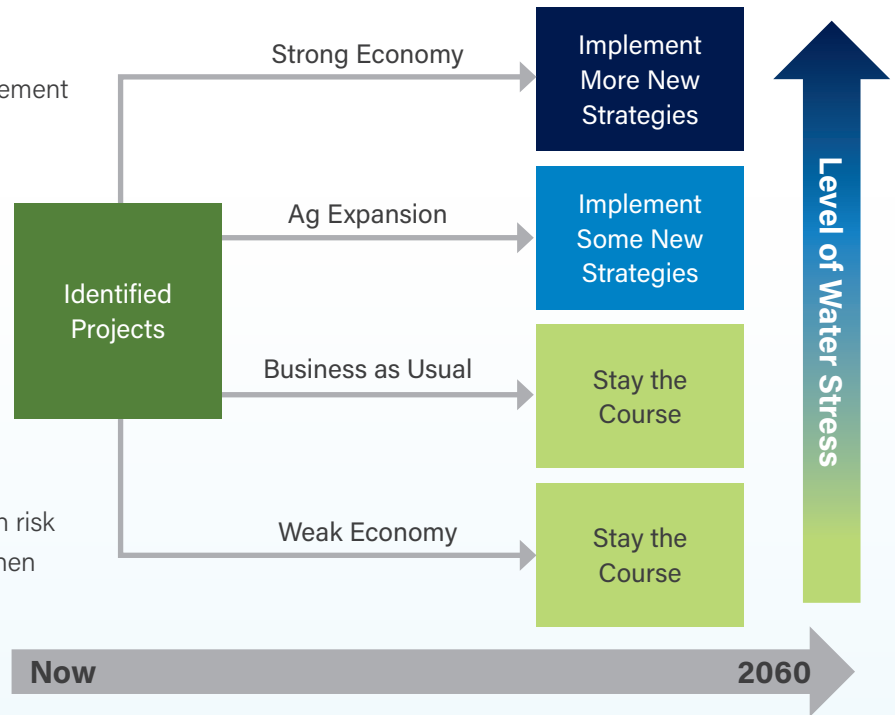 Strong Economy
Implement
More New
Strategies
Ag Expansion
Implement
Some New
Strategies
Identified
Projects
Business as Usual
Stay the
Course
Weak Economy
Stay the
Course
Level of Water Stress
risk
Now
2060